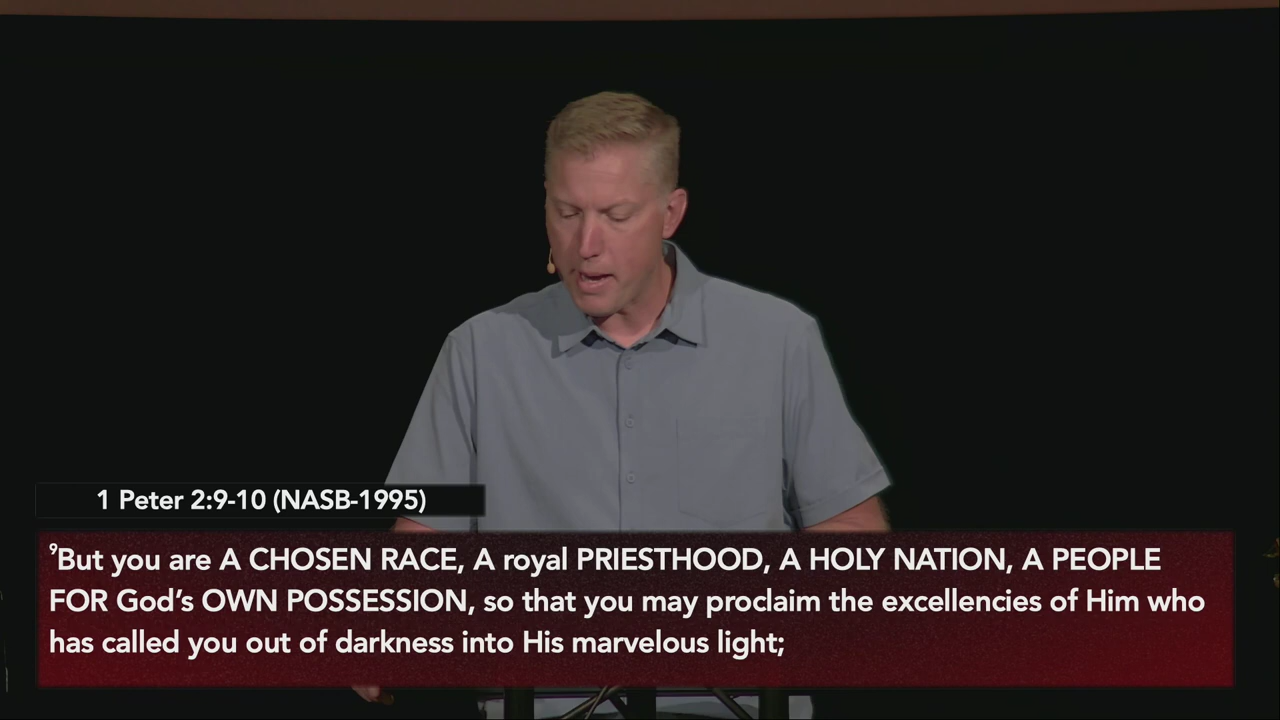 1 Peter 2:9-10 (NASB-1995)
⁹But you are A CHOSEN RACE, A royal PRIESTHOOD, A HOLY NATION, A PEOPLE
FOR God's OWN POSSESSION, so that you may proclaim the excellencies of Him who
has called you out of darkness into His marvelous light;